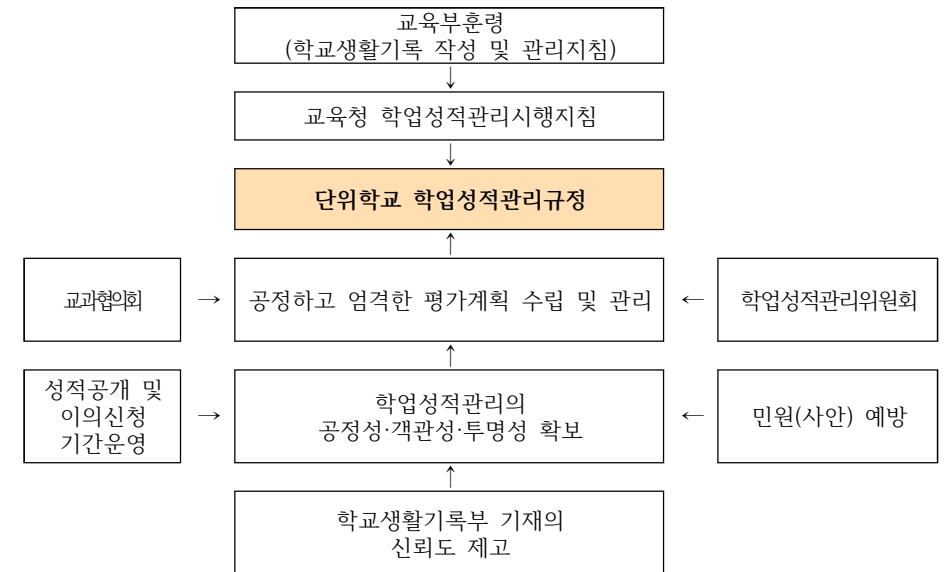 교육부훈령
(학교생활기록 작성 및 관리지침)
↓
교육청 학업성적관리시행지침
↓
단위학교 학업성적관리규정
↑
교과협의회 → 공정하고 엄격한 평가계획 수립 및 관리 ← 학업성적관리위원회
↑
성적공개 및
이의신청
기간운영
→
학업성적관리의
공정성·객관성·투명성 확보
←
민원(사안) 예방
↑
학교생활기록부 기재의
신뢰도 제고